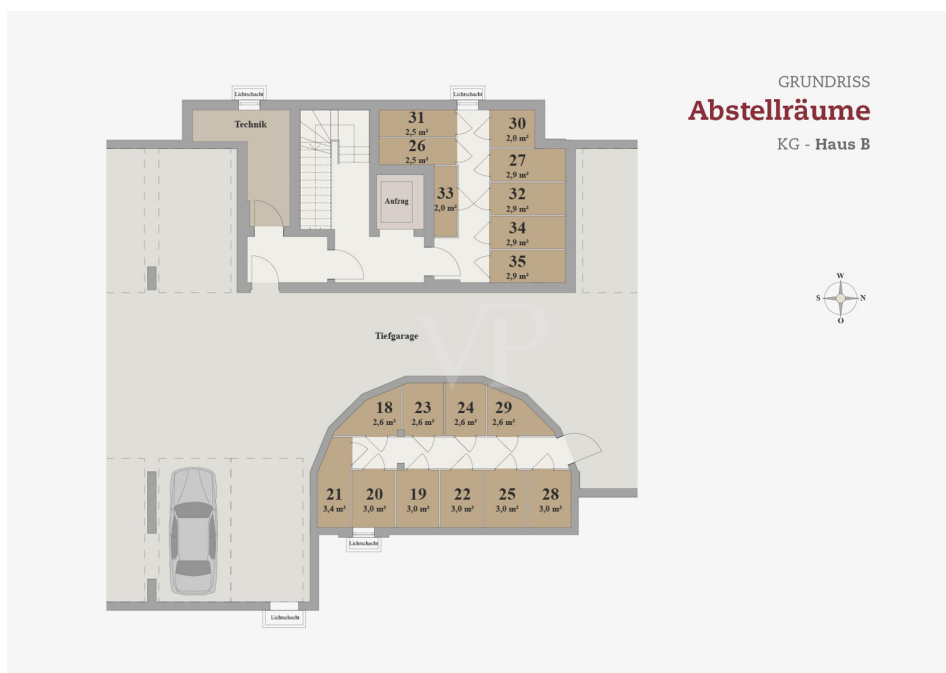 GRUNDRISS
Abstellräume
KG - Haus B
Lichtschacht
Lichtschacht
Technik
31
2,5 m²
26
2,5 m²
30
2,0 m²
27
2,9 m²
33
2,0 m²
32
2,9 m²
Aufzug
34
2,9 m²
35
2,9 m²
W
S
N
O
Tiefgarage
VP
18
2,6 m²
23
2,6 m²
24
2,6 m²
29
2,6 m²
21
3,4 m²
20
3,0 m²
19
3,0 m²
22
3,0 m²
25
3,0 m²
28
3,0 m²
Lichtschacht
Lichtschacht